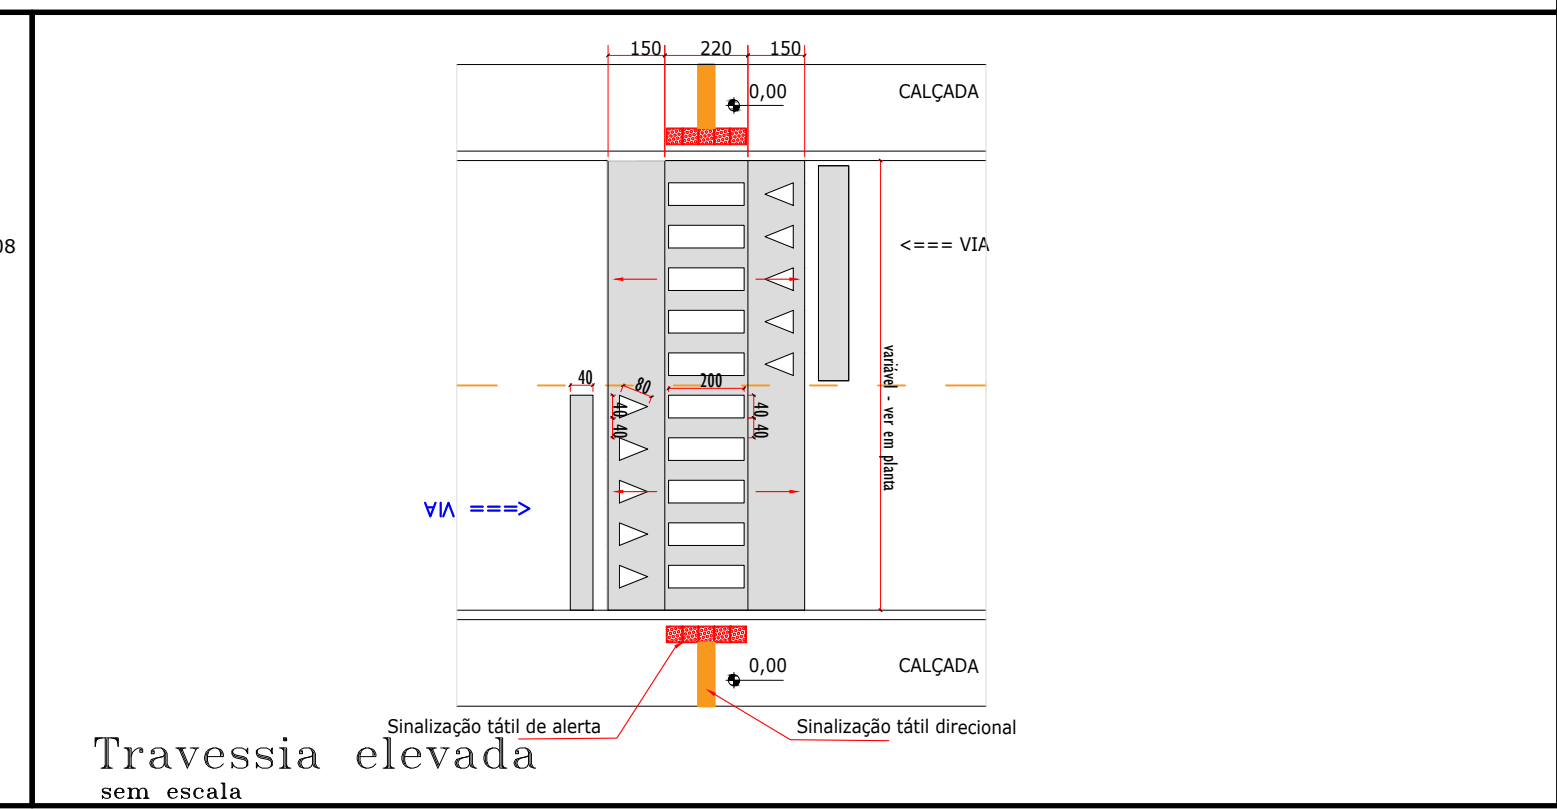 150 220 150
0,00
CALÇADA
08
<=== VIA
variável - ver em planta
40
80
200
40
40
40
40
<=== VIA
0,00
CALÇADA
Sinalização tátil de alerta
Sinalização tátil direcional
Travessia elevada
sem escala